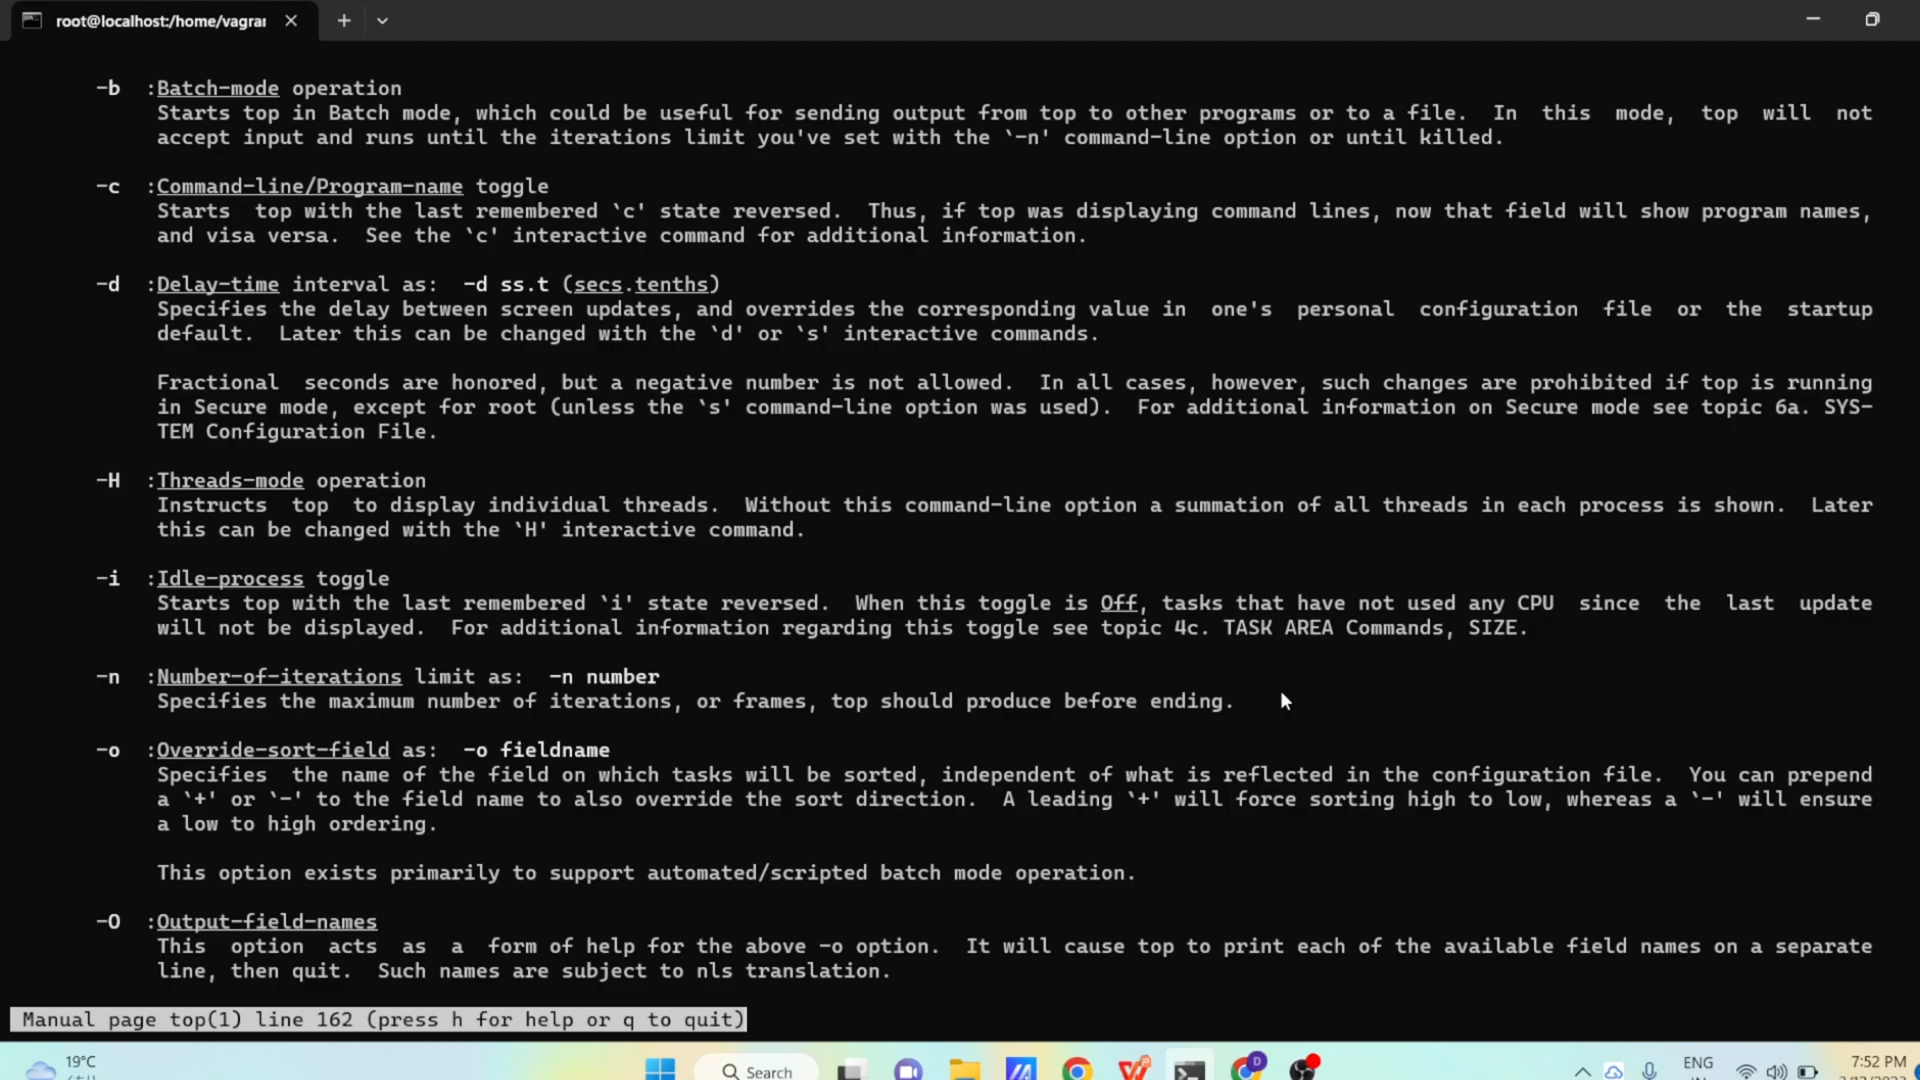 root@localhost:/home/vagrar
-b :Batch-mode operation
Starts top in Batch mode, which could be useful for sending output from top to other programs or to a file. In this mode, top will not
accept input and runs until the iterations limit you've set with the `-n' command-line option or until killed.
-c :Command-line/Program-name toggle
Starts top with the last remembered `c' state reversed. Thus, if top was displaying command lines, now that field will show program names,
and visa versa. See the `c' interactive command for additional information.
-d :Delay-time interval as: -d ss.t (secs.tenths)
Specifies the delay between screen updates, and overrides the corresponding value in one's personal configuration file or the startup
default. Later this can be changed with the `d' or `s' interactive commands.
Fractional seconds are honored, but a negative number is not allowed. In all cases, however, such changes are prohibited if top is running
in Secure mode, except for root (unless the `s' command-line option was used). For additional information on Secure mode see topic 6a. SYS-
TEM Configuration File.
-H :Threads-mode operation
Instructs top to display individual threads. Without this command-line option a summation of all threads in each process is shown. Later
this can be changed with the `H' interactive command.
-i :Idle-process toggle
Starts top with the last remembered `i' state reversed. When this toggle is Off, tasks that have not used any CPU since the last update
will not be displayed. For additional information regarding this toggle see topic 4c. TASK AREA Commands, SIZE.
-n :Number-of-iterations limit as: -n number
Specifies the maximum number of iterations, or frames, top should produce before ending.
-o :Override-sort-field as: -o fieldname
Specifies the name of the field on which tasks will be sorted, independent of what is reflected in the configuration file. You can prepend
a `+' or `-' to the field name to also override the sort direction. A leading `+' will force sorting high to low, whereas a `-' will ensure
a low to high ordering.
This option exists primarily to support automated/scripted batch mode operation.
-O :Output-field-names
This option acts as a form of help for the above -o option. It will cause top to print each of the available field names on a separate
line, then quit. Such names are subject to nls translation.
Manual page top(1) line 162 (press h for help or q to quit)
19°C
Search
ENG
7:52 PM